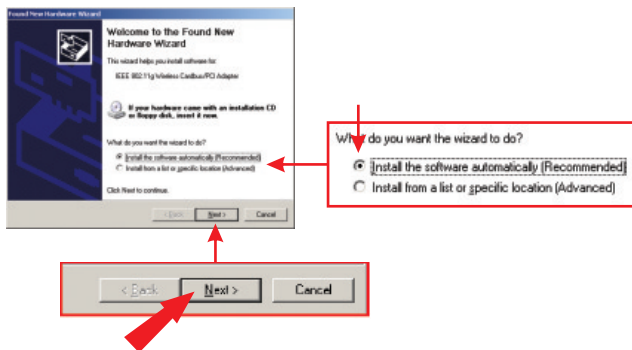 Found New Hardware Wizard
Welcome to the Found New
Hardware Wizard
This wizard helps you install software for:
IEEE 802.11g Wireless Cardbus/PCI Adapter
If your hardware came with an installation CD
or floppy disk, insert it now.
What do you want the wizard to do?
Install the software automatically (Recommended)
Install from a list or specific location (Advanced)
Click Next to continue.
< Back Next > Cancel
What do you want the wizard to do?
Install the software automatically (Recommended)
Install from a list or specific location (Advanced)
< Back Next > Cancel